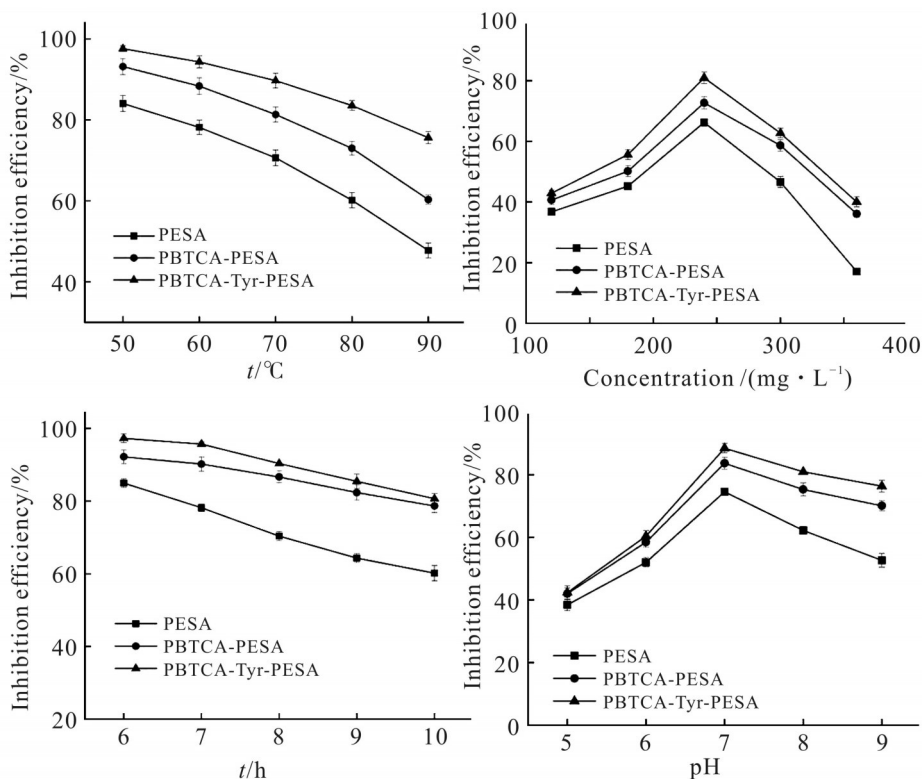 Inhibition efficiency/%
100
80
60
40
PESA
PBTCA-PESA
PBTCA-Tyr-PESA
50 60 70 80 90
t/°C
Inhibition efficiency/%
100
80
60
40
20
0
PESA
PBTCA-PESA
PBTCA-Tyr-PESA
100 200 300 400
Concentration /(mg · L⁻¹)
Inhibition efficiency/%
100
80
60
40
20
PESA
PBTCA-PESA
PBTCA-Tyr-PESA
6 7 8 9 10
t/h
Inhibition efficiency/%
100
80
60
40
20
0
PESA
PBTCA-PESA
PBTCA-Tyr-PESA
5 6 7 8 9
pH